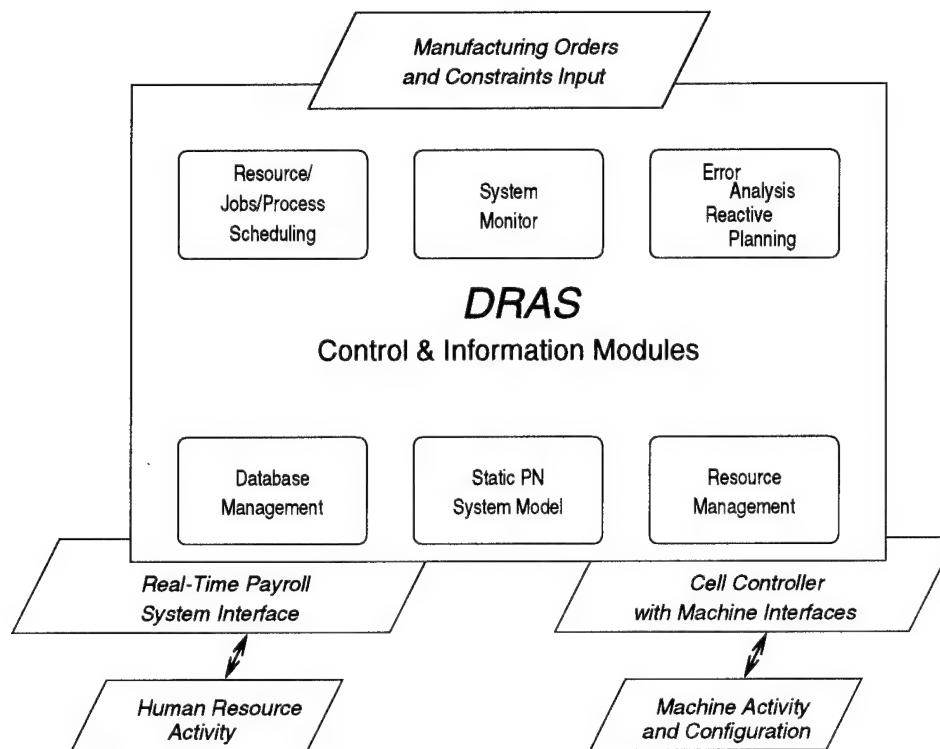 Manufacturing Orders
and Constraints Input
Resource/
Jobs/Process
Scheduling
System
Monitor
Error
Analysis
Reactive
Planning
DRAS
Control & Information Modules
Database
Management
Static PN
System Model
Resource
Management
Real-Time Payroll
System Interface
Cell Controller
with Machine Interfaces
Human Resource
Activity
Machine Activity
and Configuration